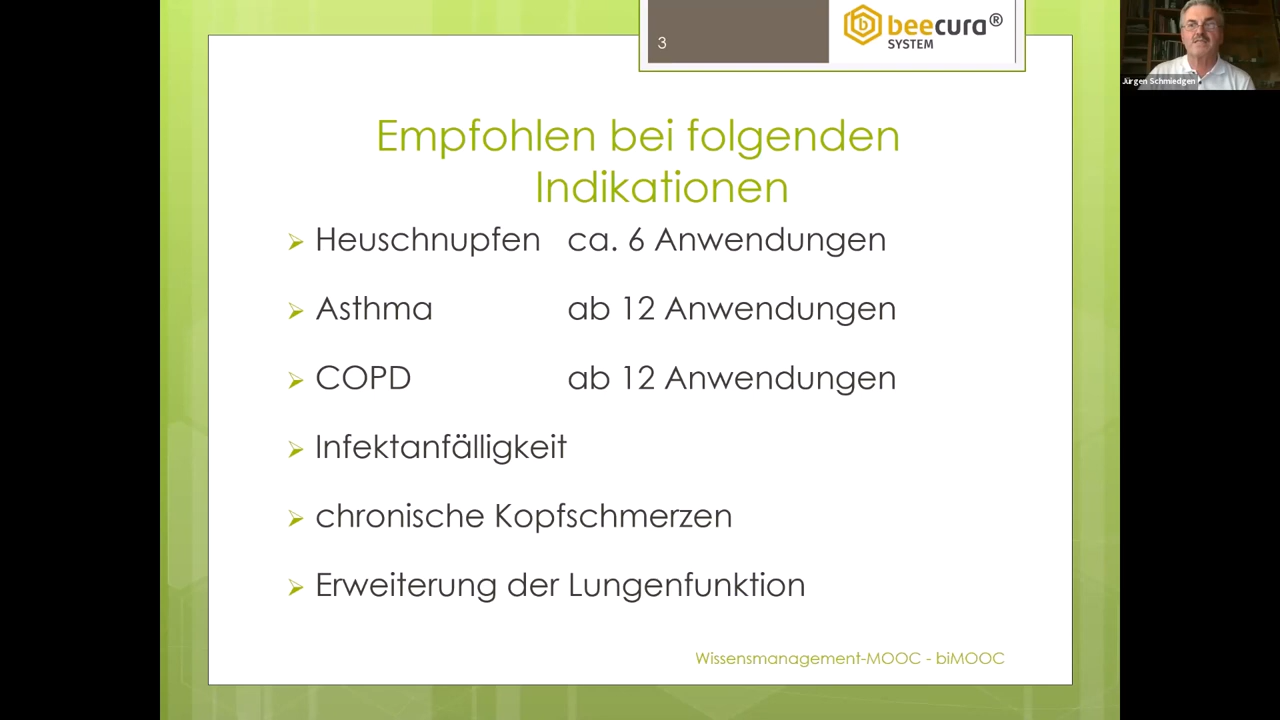 3
beecura®
SYSTEM
Jürgen Schmiedgen
Empfohlen bei folgenden
Indikationen
➢ Heuschnupfen ca. 6 Anwendungen
➢ Asthma ab 12 Anwendungen
➢ COPD ab 12 Anwendungen
➢ Infektanfälligkeit
➢ chronische Kopfschmerzen
➢ Erweiterung der Lungenfunktion
Wissensmanagement-MOOC - biMOOC